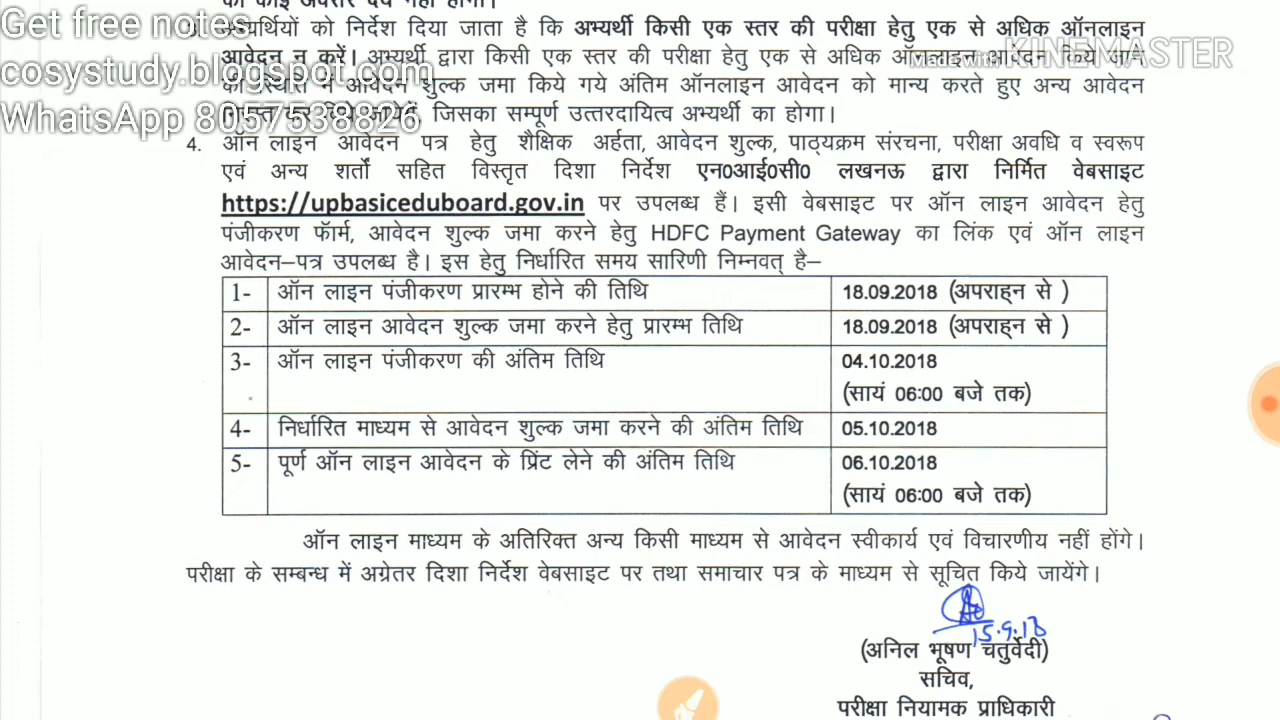 का कोई अवसर देय नहीं होगा।
Get free notes
cosystudy.blogspot.com
WhatsApp 8057538826
Made with KINEMASTER
अभ्यर्थियों को निर्देश दिया जाता है कि अभ्यर्थी किसी एक स्तर की परीक्षा हेतु एक से अधिक ऑनलाइन
आवेदन न करें। अभ्यर्थी द्वारा किसी एक स्तर की परीक्षा हेतु एक से अधिक ऑनलाइन आवेदन किये जाने
की स्थिति में आवेदन शुल्क जमा किये गये अंतिम ऑनलाइन आवेदन को मान्य करते हुए अन्य आवेदन
निरस्त कर दिये जायेगें, जिसका सम्पूर्ण उत्तरदायित्व अभ्यर्थी का होगा।
4. ऑन लाइन आवेदन पत्र हेतु शैक्षिक अर्हता, आवेदन शुल्क, पाठ्यक्रम संरचना, परीक्षा अवधि व स्वरूप
एवं अन्य शर्तों सहित विस्तृत दिशा निर्देश एन0आई0सी0 लखनऊ द्वारा निर्मित वेबसाइट
https://upbasiceduboard.gov.in पर उपलब्ध हैं। इसी वेबसाइट पर ऑन लाइन आवेदन हेतु
पंजीकरण फॅार्म, आवेदन शुल्क जमा करने हेतु HDFC Payment Gateway का लिंक एवं ऑन लाइन
आवेदन–पत्र उपलब्ध है। इस हेतु निर्धारित समय सारिणी निम्नवत् है–
1- ऑन लाइन पंजीकरण प्रारम्भ होने की तिथि 18.09.2018 (अपराह्न से )
2- ऑन लाइन आवेदन शुल्क जमा करने हेतु प्रारम्भ तिथि 18.09.2018 (अपराह्न से )
3- ऑन लाइन पंजीकरण की अंतिम तिथि 04.10.2018
(सायं 06:00 बजे तक)
4- निर्धारित माध्यम से आवेदन शुल्क जमा करने की अंतिम तिथि 05.10.2018
5- पूर्ण ऑन लाइन आवेदन के प्रिंट लेने की अंतिम तिथि 06.10.2018
(सायं 06:00 बजे तक)
ऑन लाइन माध्यम के अतिरिक्त अन्य किसी माध्यम से आवेदन स्वीकार्य एवं विचारणीय नहीं होंगे।
परीक्षा के सम्बन्ध में अग्रेतर दिशा निर्देश वेबसाइट पर तथा समाचार पत्र के माध्यम से सूचित किये जायेंगे।
15.9.18
(अनिल भूषण चतुर्वेदी)
सचिव,
परीक्षा नियामक प्राधिकारी